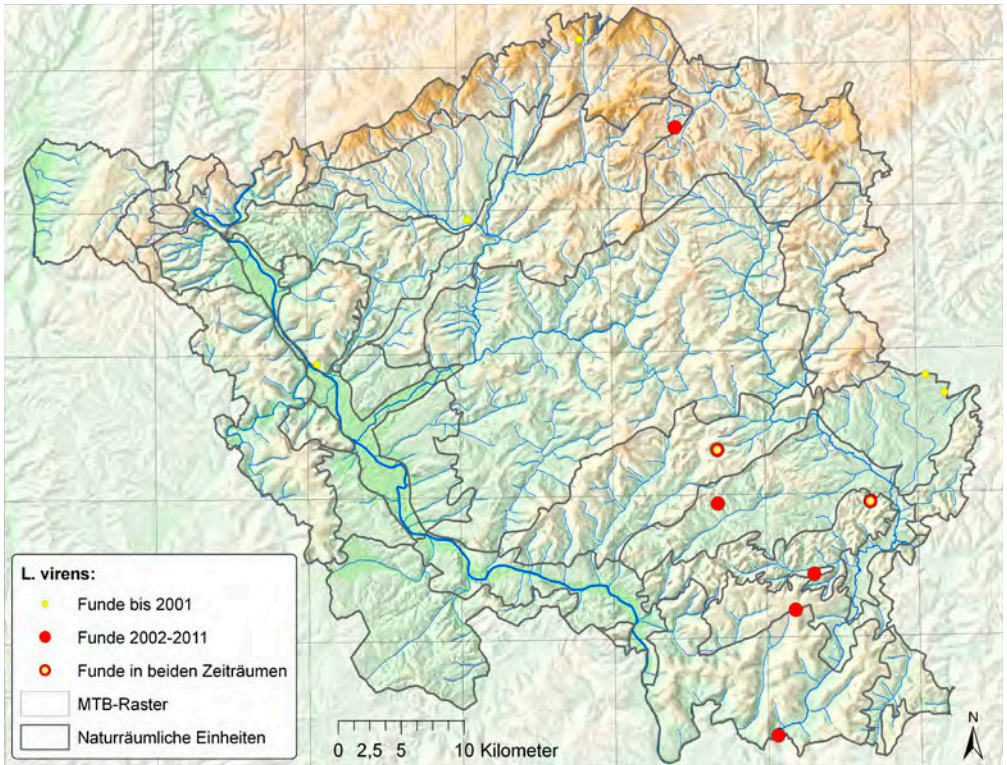 L. virens:
Funde bis 2001
Funde 2002-2011
Funde in beiden Zeiträumen
MTB-Raster
Naturräumliche Einheiten
0 2,5 5 10 Kilometer
N